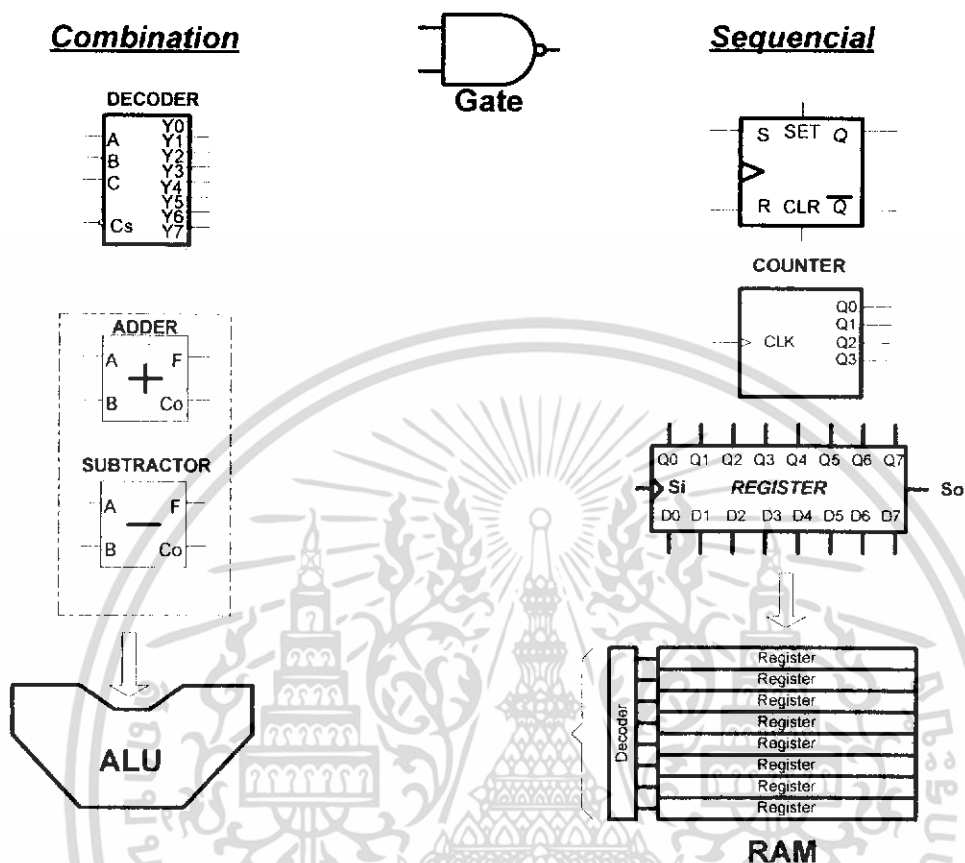 Combination
Gate
Sequencial
DECODER
A
B
C
Cs
Y0
Y1
Y2
Y3
Y4
Y5
Y6
Y7
S SET Q
R CLR Q̅
COUNTER
CLK
Q0
Q1
Q2
Q3
ADDER
A F
+
B Co
SUBTRACTOR
A F
−
B Co
Q0 Q1 Q2 Q3 Q4 Q5 Q6 Q7
Si REGISTER So
D0 D1 D2 D3 D4 D5 D6 D7
ALU
Decoder
Register
Register
Register
Register
Register
Register
Register
Register
RAM